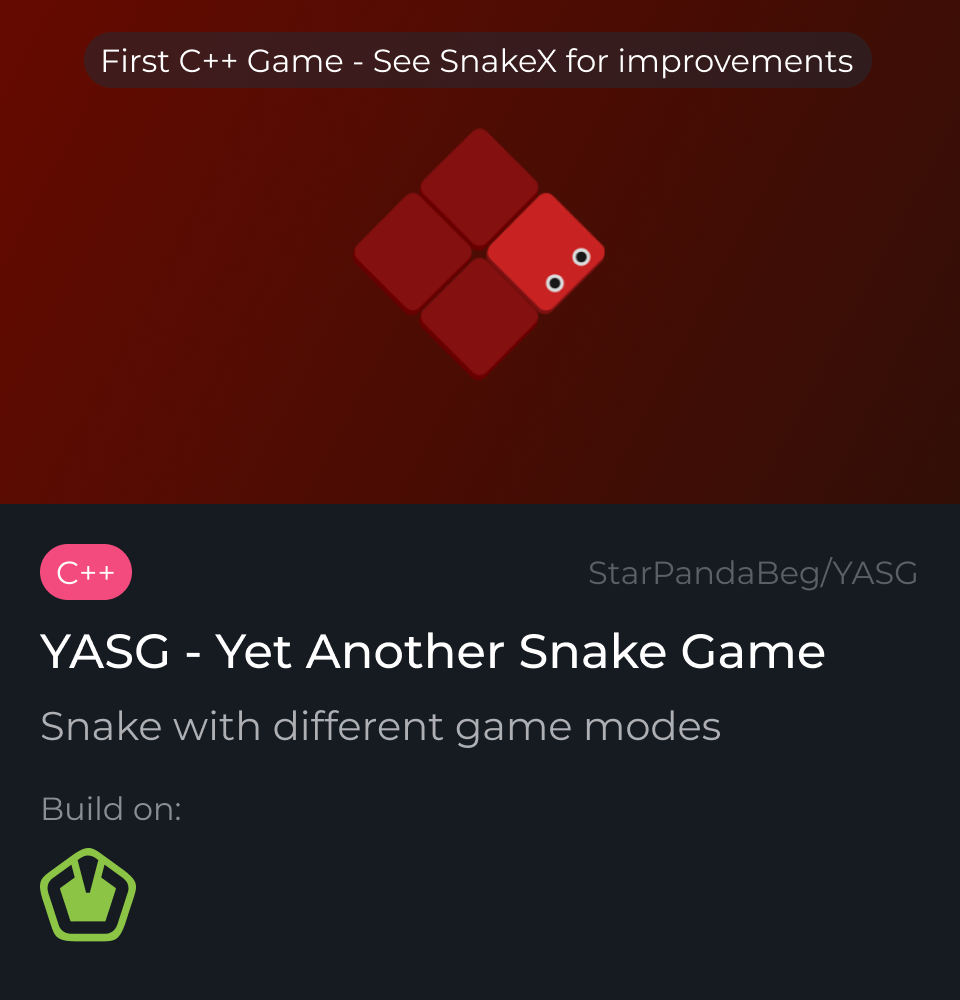 First C++ Game - See SnakeX for improvements
C++
StarPandaBeg/YASG
YASG - Yet Another Snake Game
Snake with different game modes
Build on: